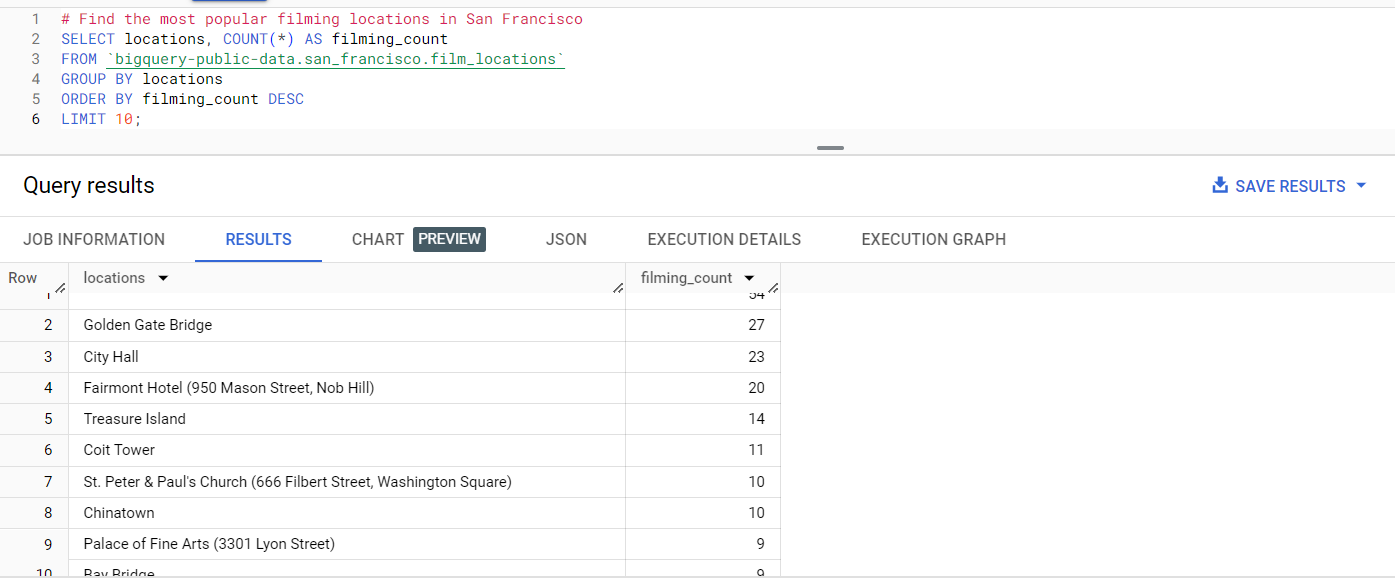 1 # Find the most popular filming locations in San Francisco
2 SELECT locations, COUNT(*) AS filming_count
3 FROM `bigquery-public-data.san_francisco.film_locations`
4 GROUP BY locations
5 ORDER BY filming_count DESC
6 LIMIT 10;
Query results
SAVE RESULTS
JOB INFORMATION RESULTS CHART PREVIEW JSON EXECUTION DETAILS EXECUTION GRAPH
Row locations filming_count
1 54
2 Golden Gate Bridge 27
3 City Hall 23
4 Fairmont Hotel (950 Mason Street, Nob Hill) 20
5 Treasure Island 14
6 Coit Tower 11
7 St. Peter & Paul's Church (666 Filbert Street, Washington Square) 10
8 Chinatown 10
9 Palace of Fine Arts (3301 Lyon Street) 9
10 Bay Bridge 9